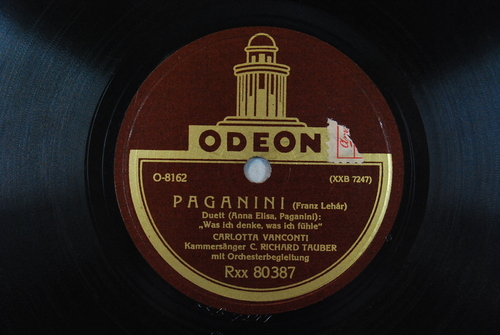 ODEON
O-8162 (XXB 7247)
PAGANINI (Franz Lehár)
Duett (Anna Elisa, Paganini):
„Was ich denke, was ich fühle"
CARLOTTA VANCONTI
Kammersänger C. RICHARD TAUBER
mit Orchesterbegleitung
Rxx 80387